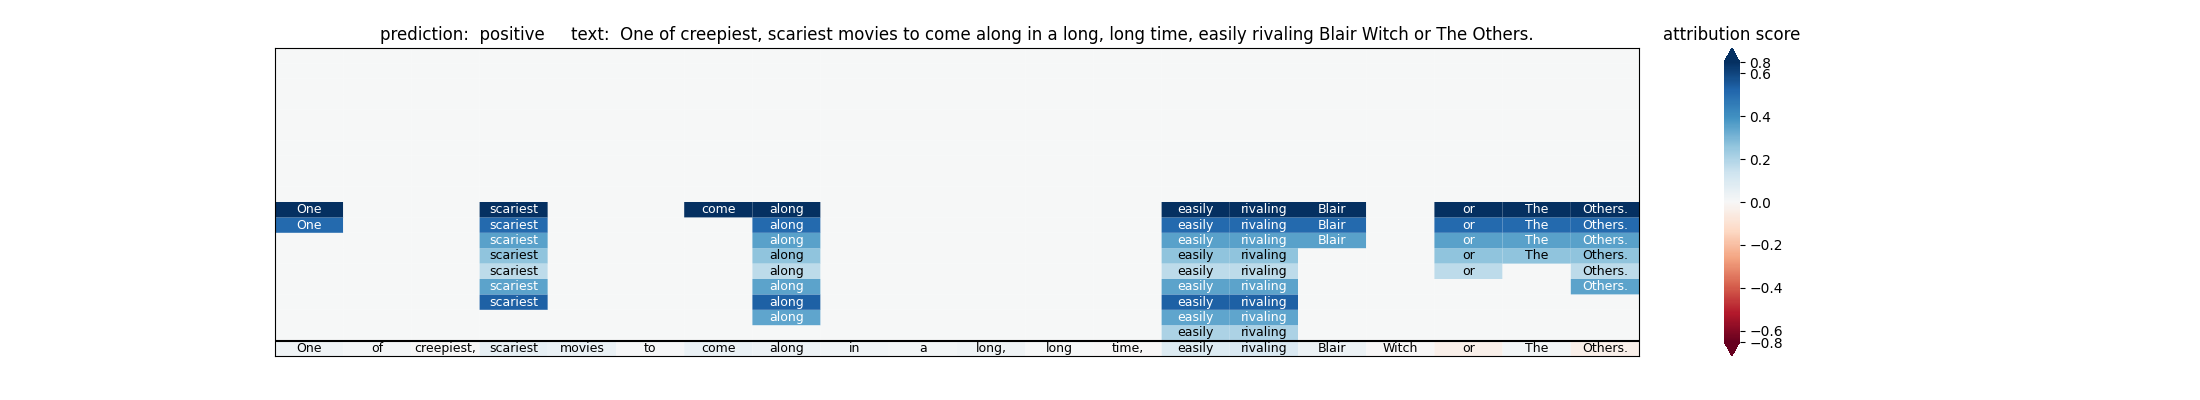 prediction: positive text: One of creepiest, scariest movies to come along in a long, long time, easily rivaling Blair Witch or The Others.
attribution score
0.8
0.6
0.4
0.2
0.0
−0.2
−0.4
−0.6
−0.8
One scariest come along easily rivaling Blair or The Others.
One scariest along easily rivaling Blair or The Others.
scariest along easily rivaling Blair or The Others.
scariest along easily rivaling or The Others.
scariest along easily rivaling or Others.
scariest along easily rivaling Others.
scariest along easily rivaling
along easily rivaling
easily rivaling
One of creepiest, scariest movies to come along in a long, long time, easily rivaling Blair Witch or The Others.